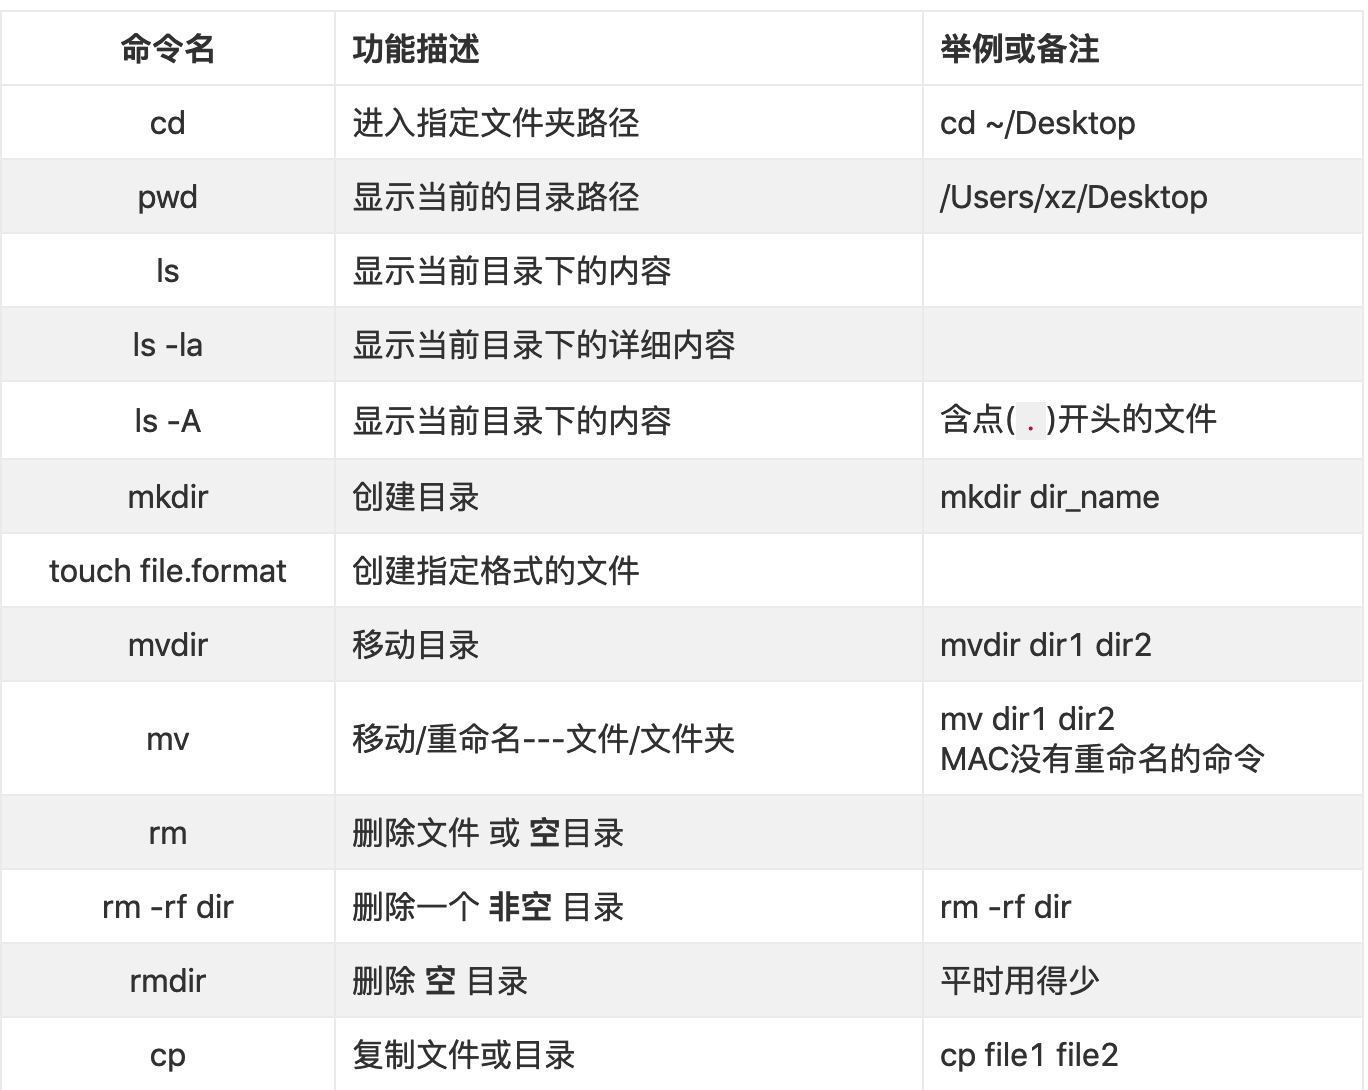 命令名 功能描述 举例或备注
cd 进入指定文件夹路径 cd ~/Desktop
pwd 显示当前的目录路径 /Users/xz/Desktop
ls 显示当前目录下的内容
ls -la 显示当前目录下的详细内容
ls -A 显示当前目录下的内容 含点( . )开头的文件
mkdir 创建目录 mkdir dir_name
touch file.format 创建指定格式的文件
mvdir 移动目录 mvdir dir1 dir2
mv 移动/重命名---文件/文件夹 mv dir1 dir2
MAC没有重命名的命令
rm 删除文件 或 空目录
rm -rf dir 删除一个 非空 目录 rm -rf dir
rmdir 删除 空 目录 平时用得少
cp 复制文件或目录 cp file1 file2